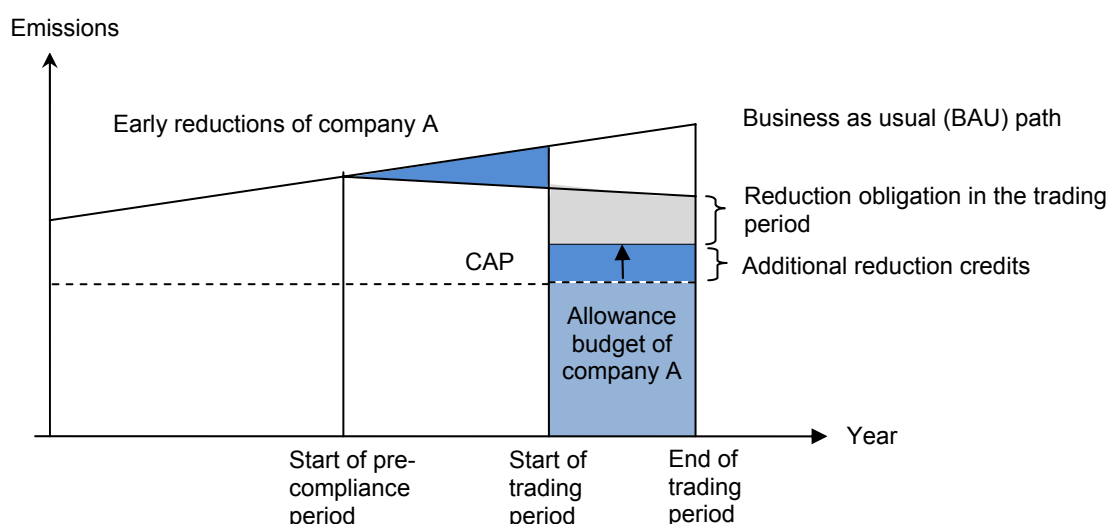 Emissions
Early reductions of company A
Business as usual (BAU) path
Reduction obligation in the trading
period
CAP
Additional reduction credits
Allowance
budget of
company A
Year
Start of pre-
compliance
period
Start of
trading
period
End of
trading
period